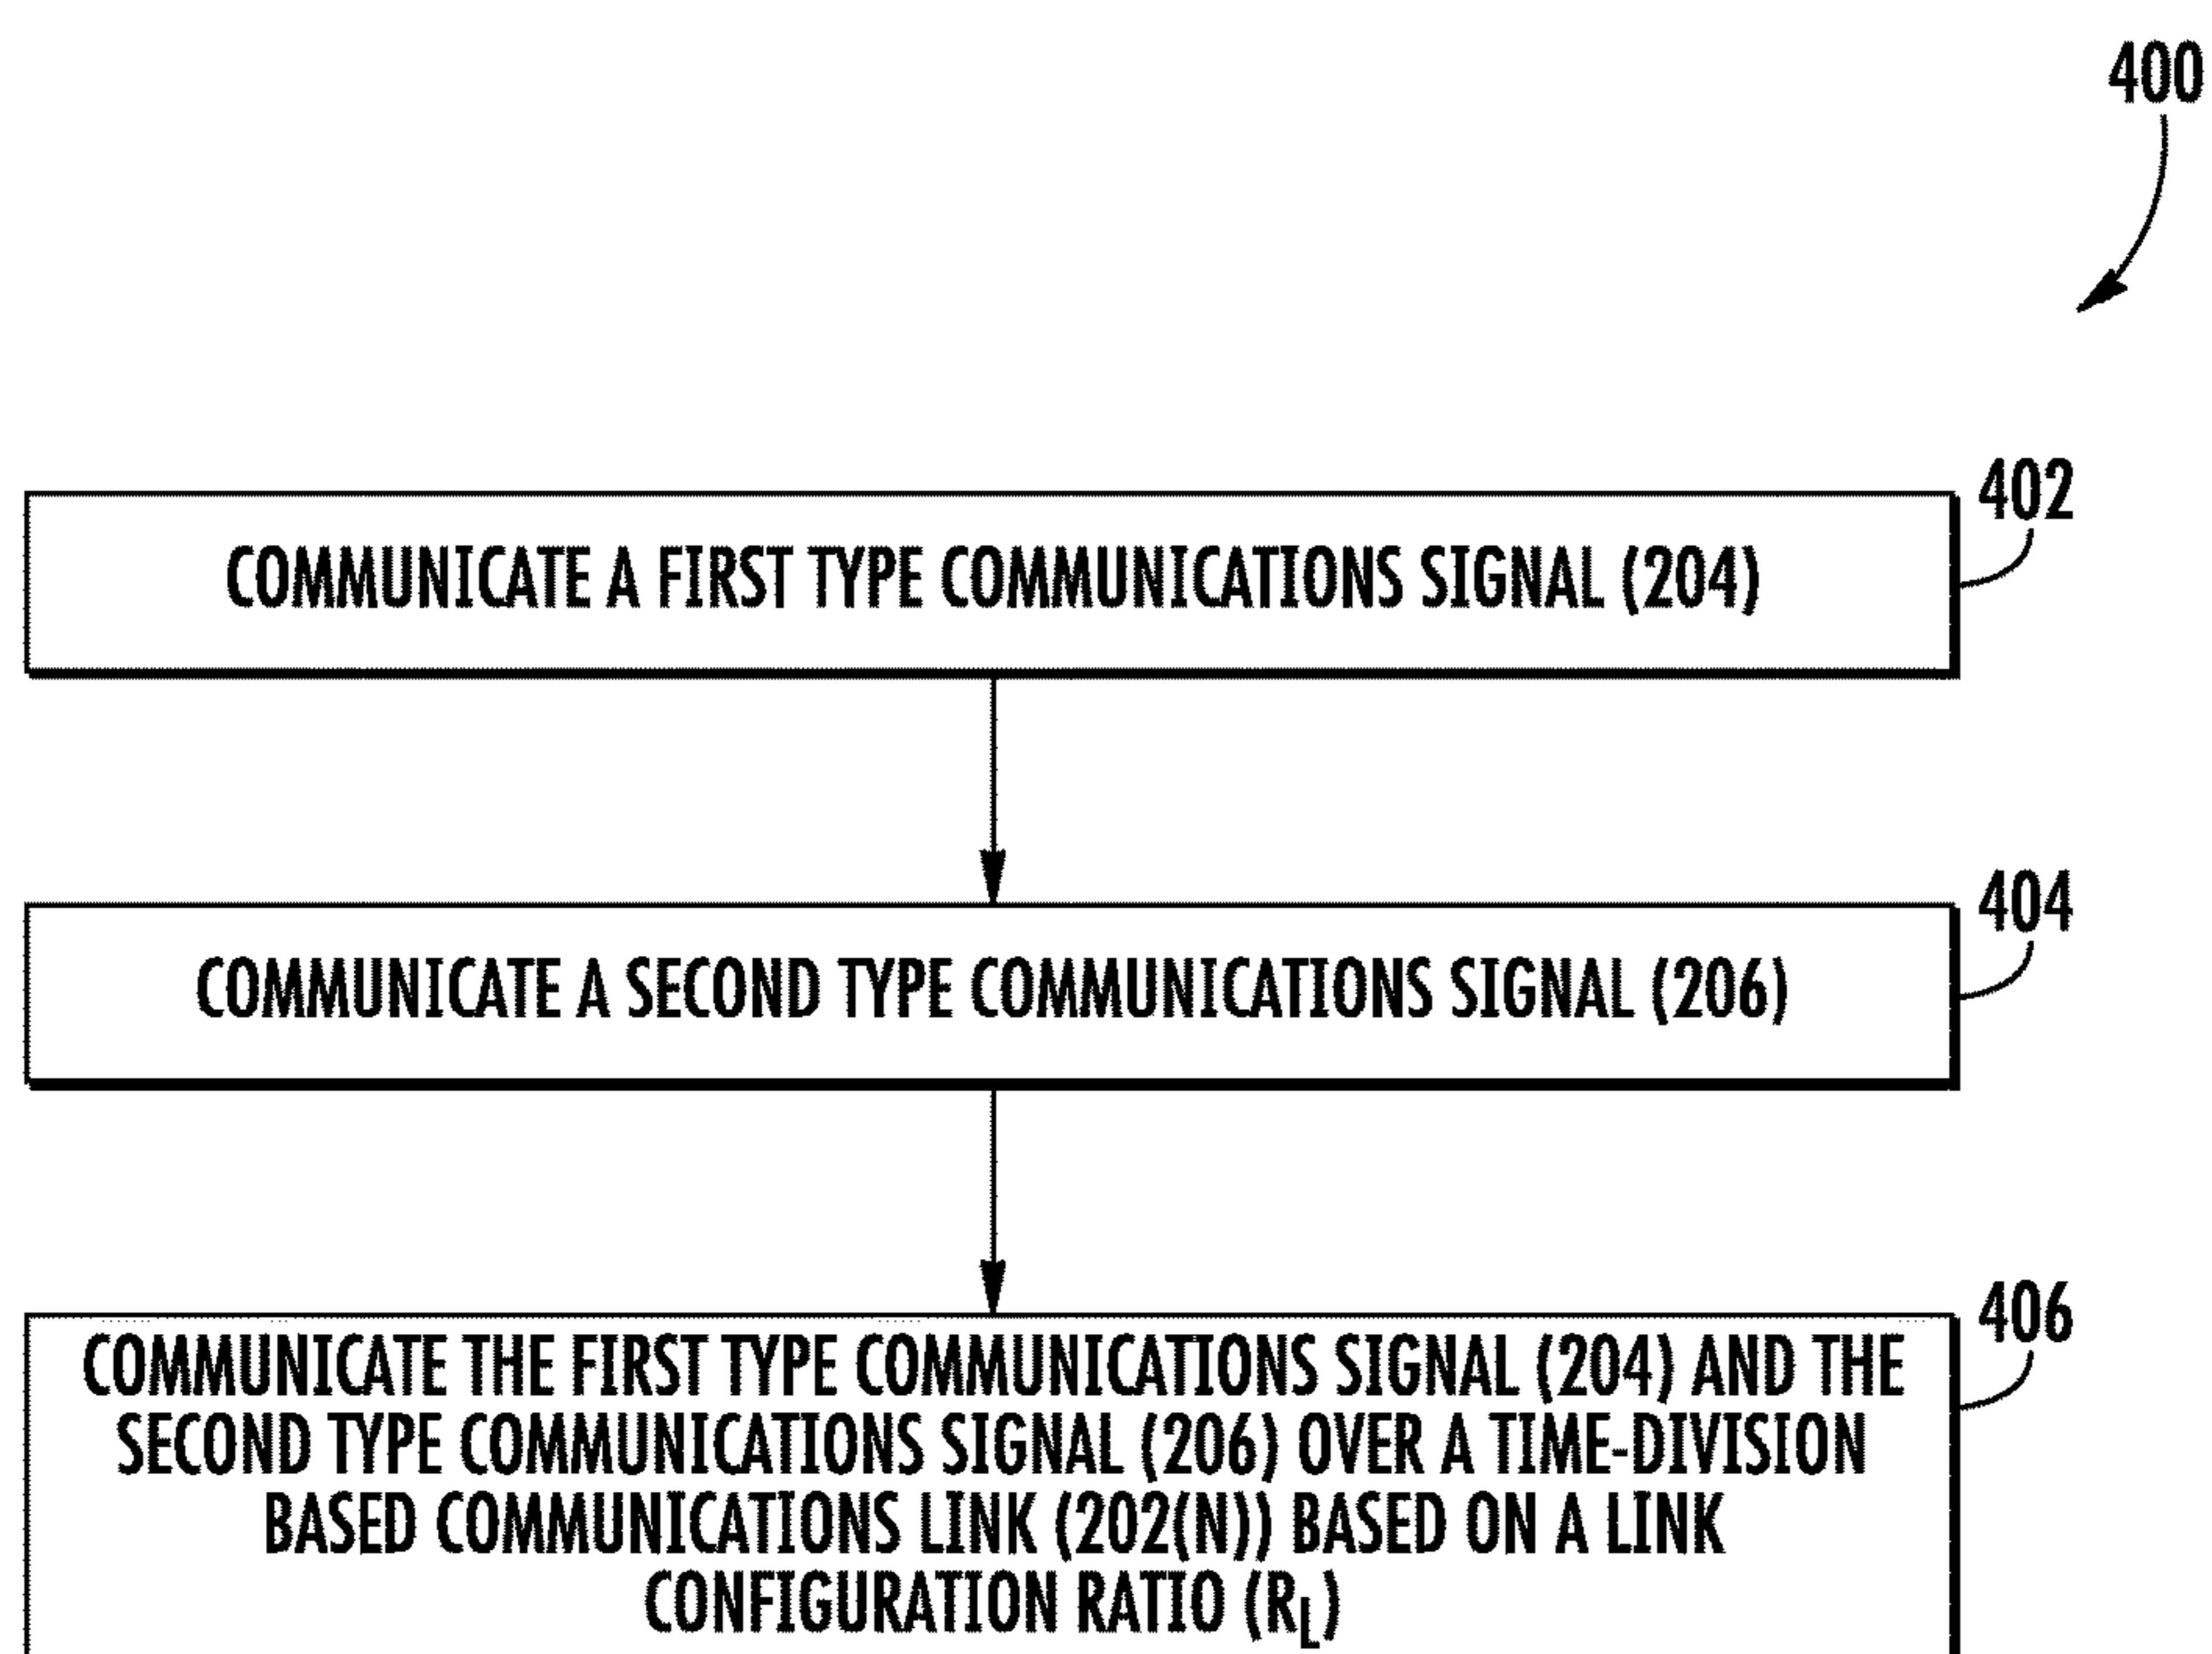 400
402
COMMUNICATE A FIRST TYPE COMMUNICATIONS SIGNAL (204)
404
COMMUNICATE A SECOND TYPE COMMUNICATIONS SIGNAL (206)
406
COMMUNICATE THE FIRST TYPE COMMUNICATIONS SIGNAL (204) AND THE
SECOND TYPE COMMUNICATIONS SIGNAL (206) OVER A TIME-DIVISION
BASED COMMUNICATIONS LINK (202(N)) BASED ON A LINK
CONFIGURATION RATIO (RL)